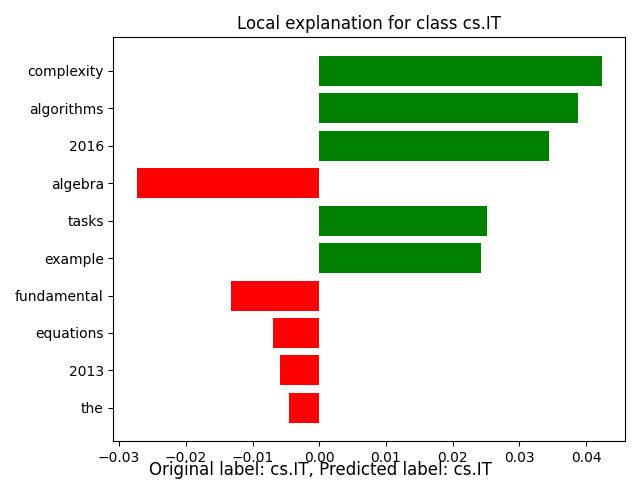 Local explanation for class cs.IT
complexity
algorithms
2016
algebra
tasks
example
fundamental
equations
2013
the
−0.03 −0.02 −0.01 0.00 0.01 0.02 0.03 0.04
Original label: cs.IT, Predicted label: cs.IT